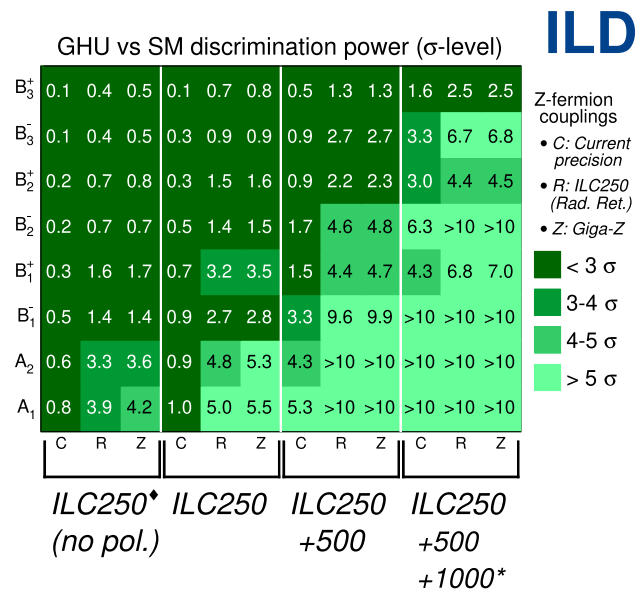 ILD
GHU vs SM discrimination power (σ-level)
B₃⁺ 0.1 0.4 0.5 0.1 0.7 0.8 0.5 1.3 1.3 1.6 2.5 2.5
B₃⁻ 0.1 0.4 0.5 0.3 0.9 0.9 0.9 2.7 2.7 3.3 6.7 6.8
B₂⁺ 0.2 0.7 0.8 0.3 1.5 1.6 0.9 2.2 2.3 3.0 4.4 4.5
B₂⁻ 0.2 0.7 0.7 0.5 1.4 1.5 1.7 4.6 4.8 6.3 >10 >10
B₁⁺ 0.3 1.6 1.7 0.7 3.2 3.5 1.5 4.4 4.7 4.3 6.8 7.0
B₁⁻ 0.5 1.4 1.4 0.9 2.7 2.8 3.3 9.6 9.9 >10 >10 >10
A₂ 0.6 3.3 3.6 0.9 4.8 5.3 4.3 >10 >10 >10 >10 >10
A₁ 0.8 3.9 4.2 1.0 5.0 5.5 5.3 >10 >10 >10 >10 >10
C R Z C R Z C R Z C R Z
ILC250♦ ILC250 ILC250 ILC250
(no pol.) +500 +500
+1000*
Z-fermion
couplings
• C: Current
precision
• R: ILC250
(Rad. Ret.)
• Z: Giga-Z
< 3 σ
3-4 σ
4-5 σ
> 5 σ